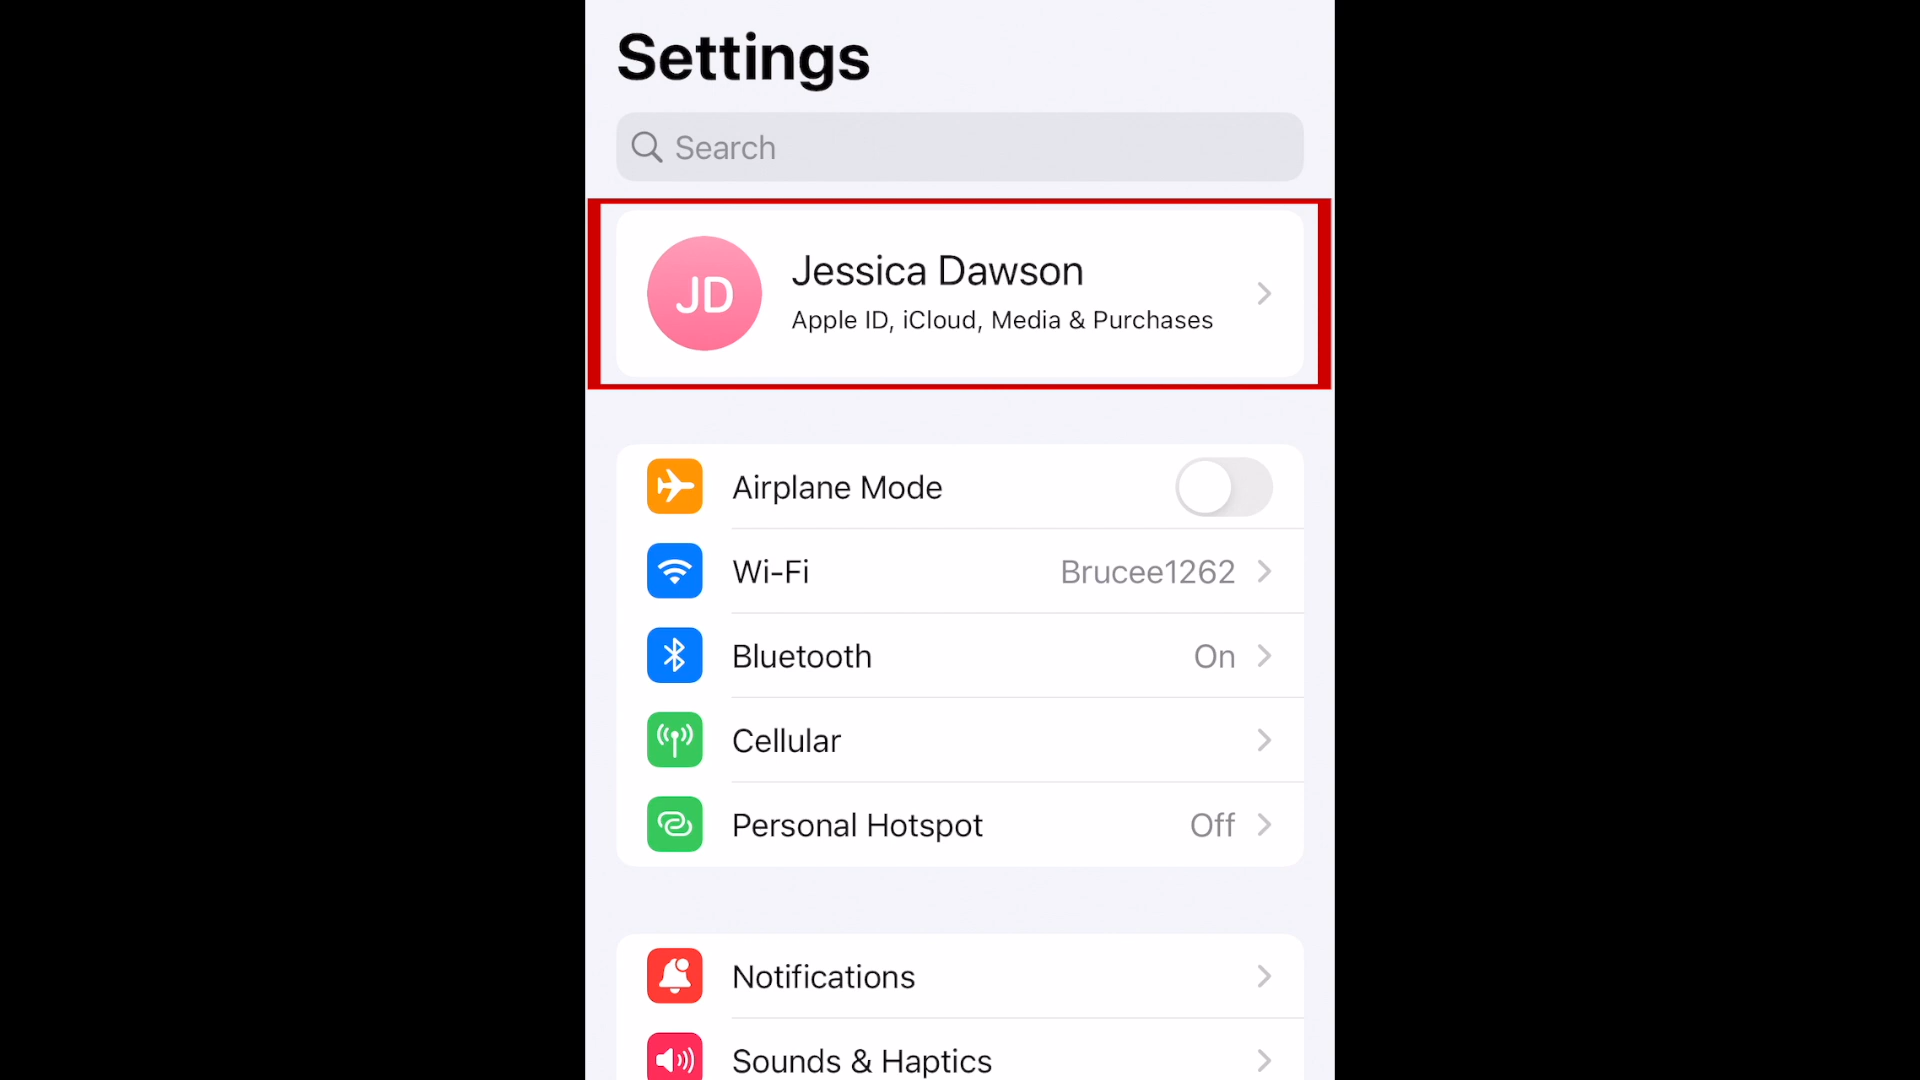 Settings
Search
JD
Jessica Dawson
Apple ID, iCloud, Media & Purchases
Airplane Mode
Wi-Fi Brucee1262
Bluetooth On
Cellular
Personal Hotspot Off
Notifications
Sounds & Haptics